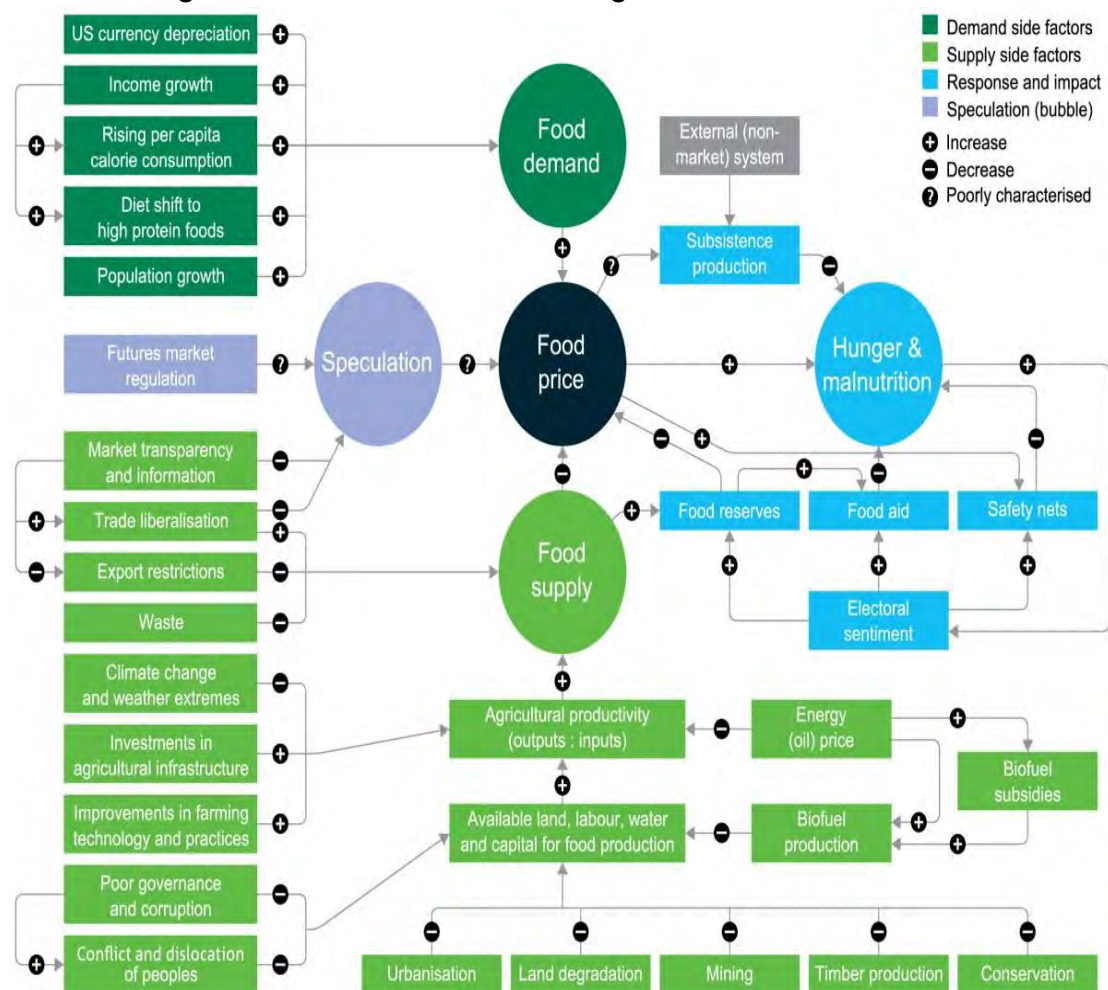 US currency depreciation
Income growth
Rising per capita
calorie consumption
Diet shift to
high protein foods
Population growth
Food
demand
External (non-
market) system
Demand side factors
Supply side factors
Response and impact
Speculation (bubble)
Increase
Decrease
Poorly characterised
Subsistence
production
Futures market
regulation
Speculation
Food
price
Hunger &
malnutrition
Market transparency
and information
Trade liberalisation
Export restrictions
Waste
Food
supply
Food reserves
Food aid
Safety nets
Electoral
sentiment
Climate change
and weather extremes
Investments in
agricultural infrastructure
Improvements in farming
technology and practices
Poor governance
and corruption
Conflict and dislocation
of peoples
Agricultural productivity
(outputs : inputs)
Energy
(oil) price
Biofuel
subsidies
Available land, labour, water
and capital for food production
Biofuel
production
Urbanisation
Land degradation
Mining
Timber production
Conservation